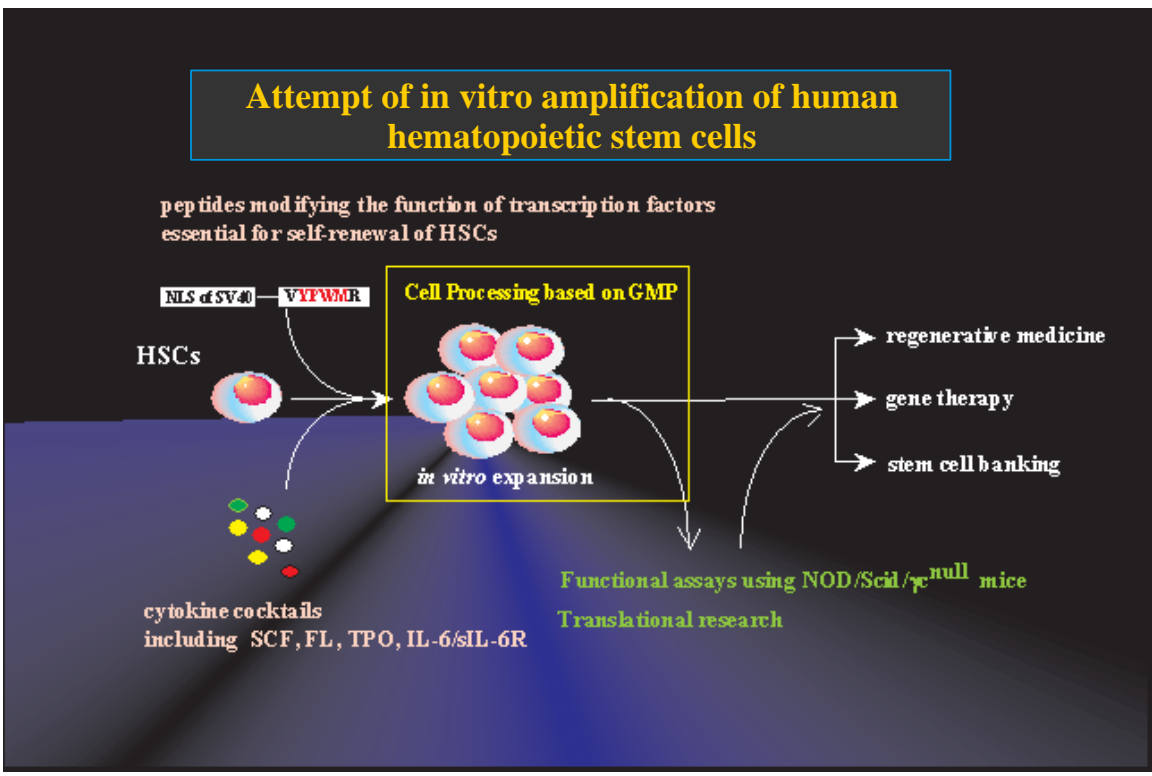 Attempt of in vitro amplification of human
hematopoietic stem cells
peptides modifying the function of transcription factors
essential for self-renewal of HSCs
NLS of SV40 VYPWMR
Cell Processing based on GMP
HSCs
in vitro expansion
regenerative medicine
gene therapy
stem cell banking
cytokine cocktails
including SCF, FL, TPO, IL-6/sIL-6R
Functional assays using NOD/Scid/γc^null mice
Translational research